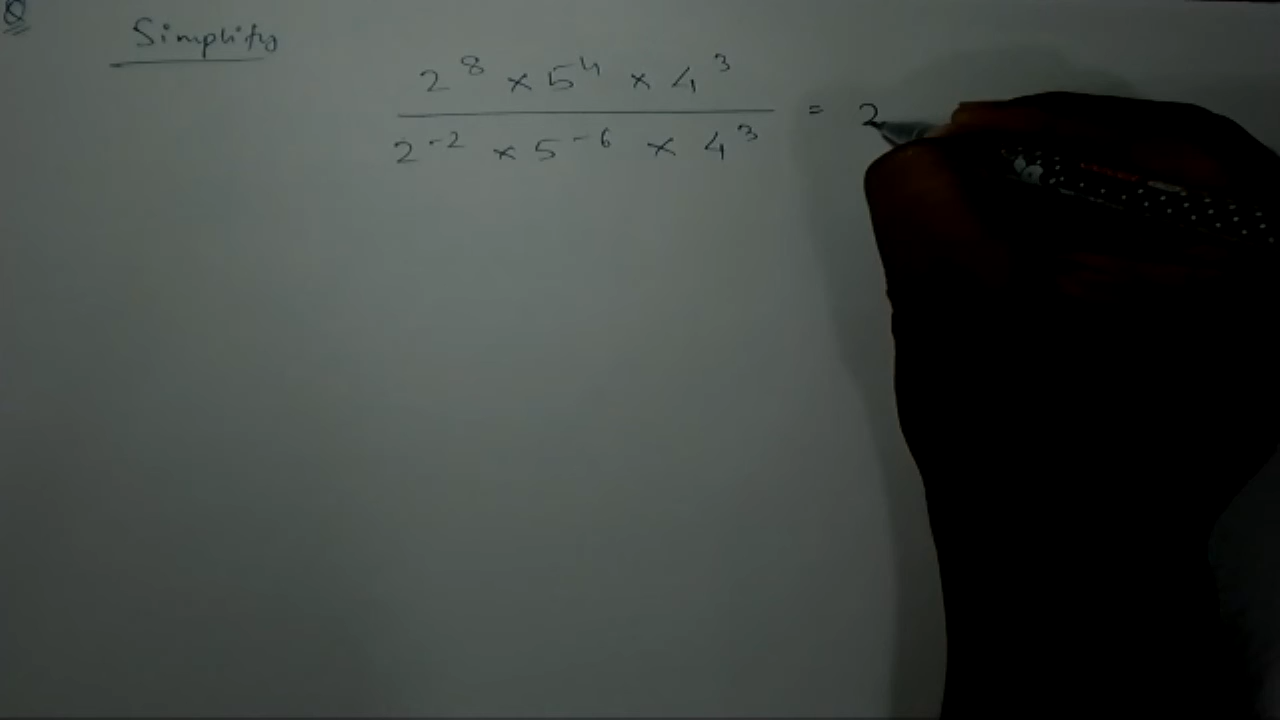 Q
Simplify
2^8 × 5^4 × 4^3
2^-2 × 5^-6 × 4^3
= 2